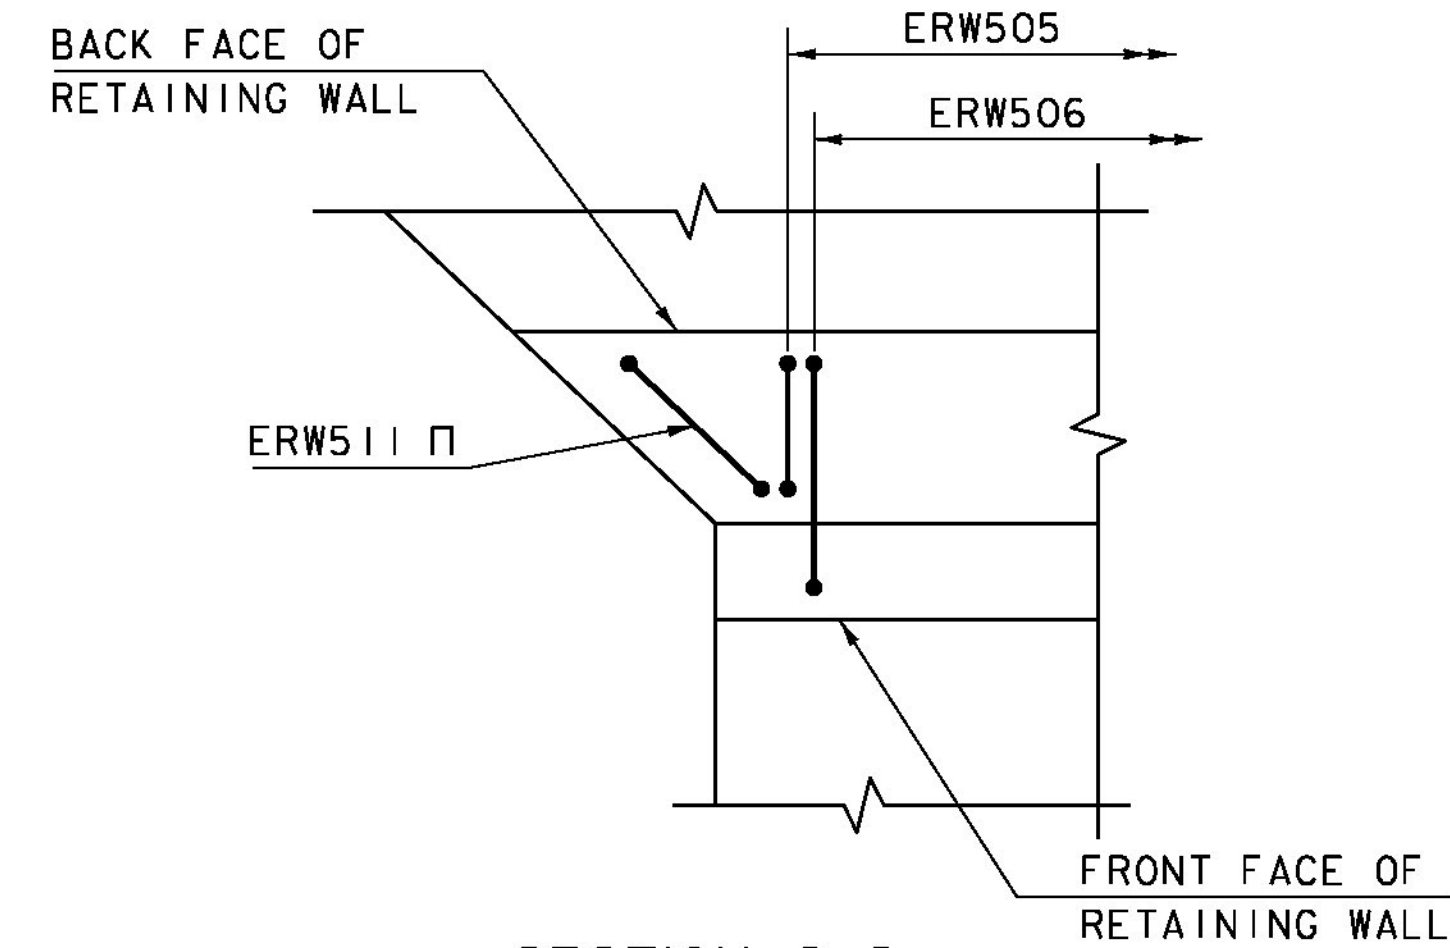 BACK FACE OF
RETAINING WALL
ERW505
ERW506
ERW511
FRONT FACE OF
RETAINING WALL